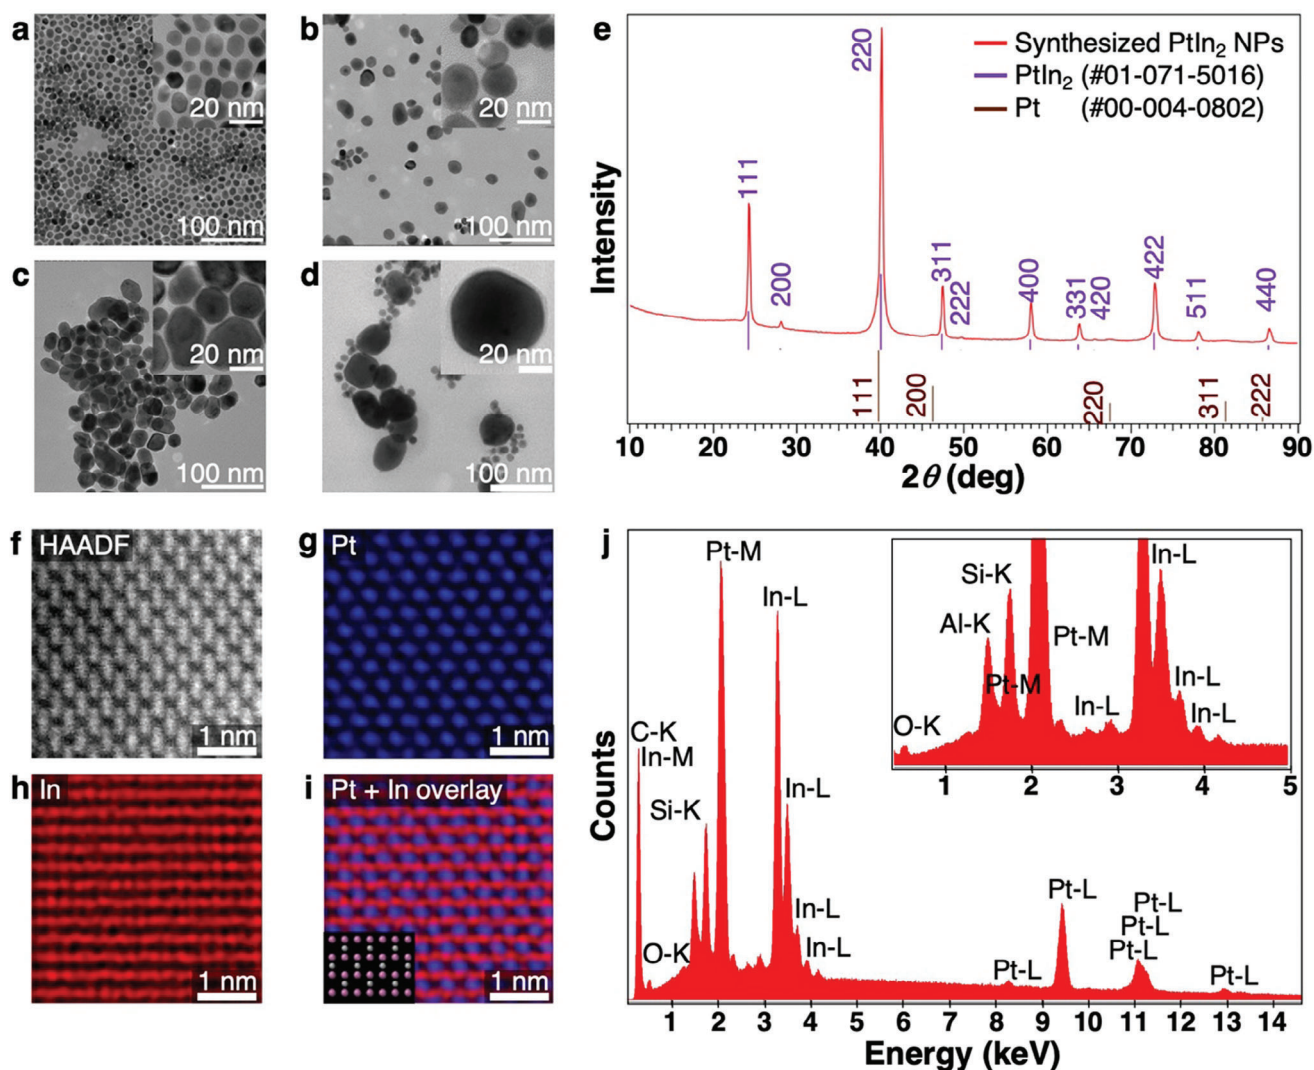 a
20 nm
100 nm
b
20 nm
100 nm
c
20 nm
100 nm
d
20 nm
100 nm
e
Synthesized PtIn₂ NPs
PtIn₂ (#01-071-5016)
Pt (#00-004-0802)
Intensity
111
200
220
311
222
400
331
420
422
511
440
111
200
220
311
222
10 20 30 40 50 60 70 80 90
2θ (deg)
f
HAADF
1 nm
g
Pt
1 nm
h
In
1 nm
i
Pt + In overlay
1 nm
j
Counts
C-K
In-M
Si-K
O-K
Pt-M
In-L
In-L
In-L
In-L
Pt-L
Pt-L
Pt-L
Pt-L
Pt-L
Pt-L
1 2 3 4 5 6 7 8 9 10 11 12 13 14
Energy (keV)
O-K
Al-K
Si-K
Pt-M
Pt-M
In-L
In-L
In-L
In-L
1 2 3 4 5